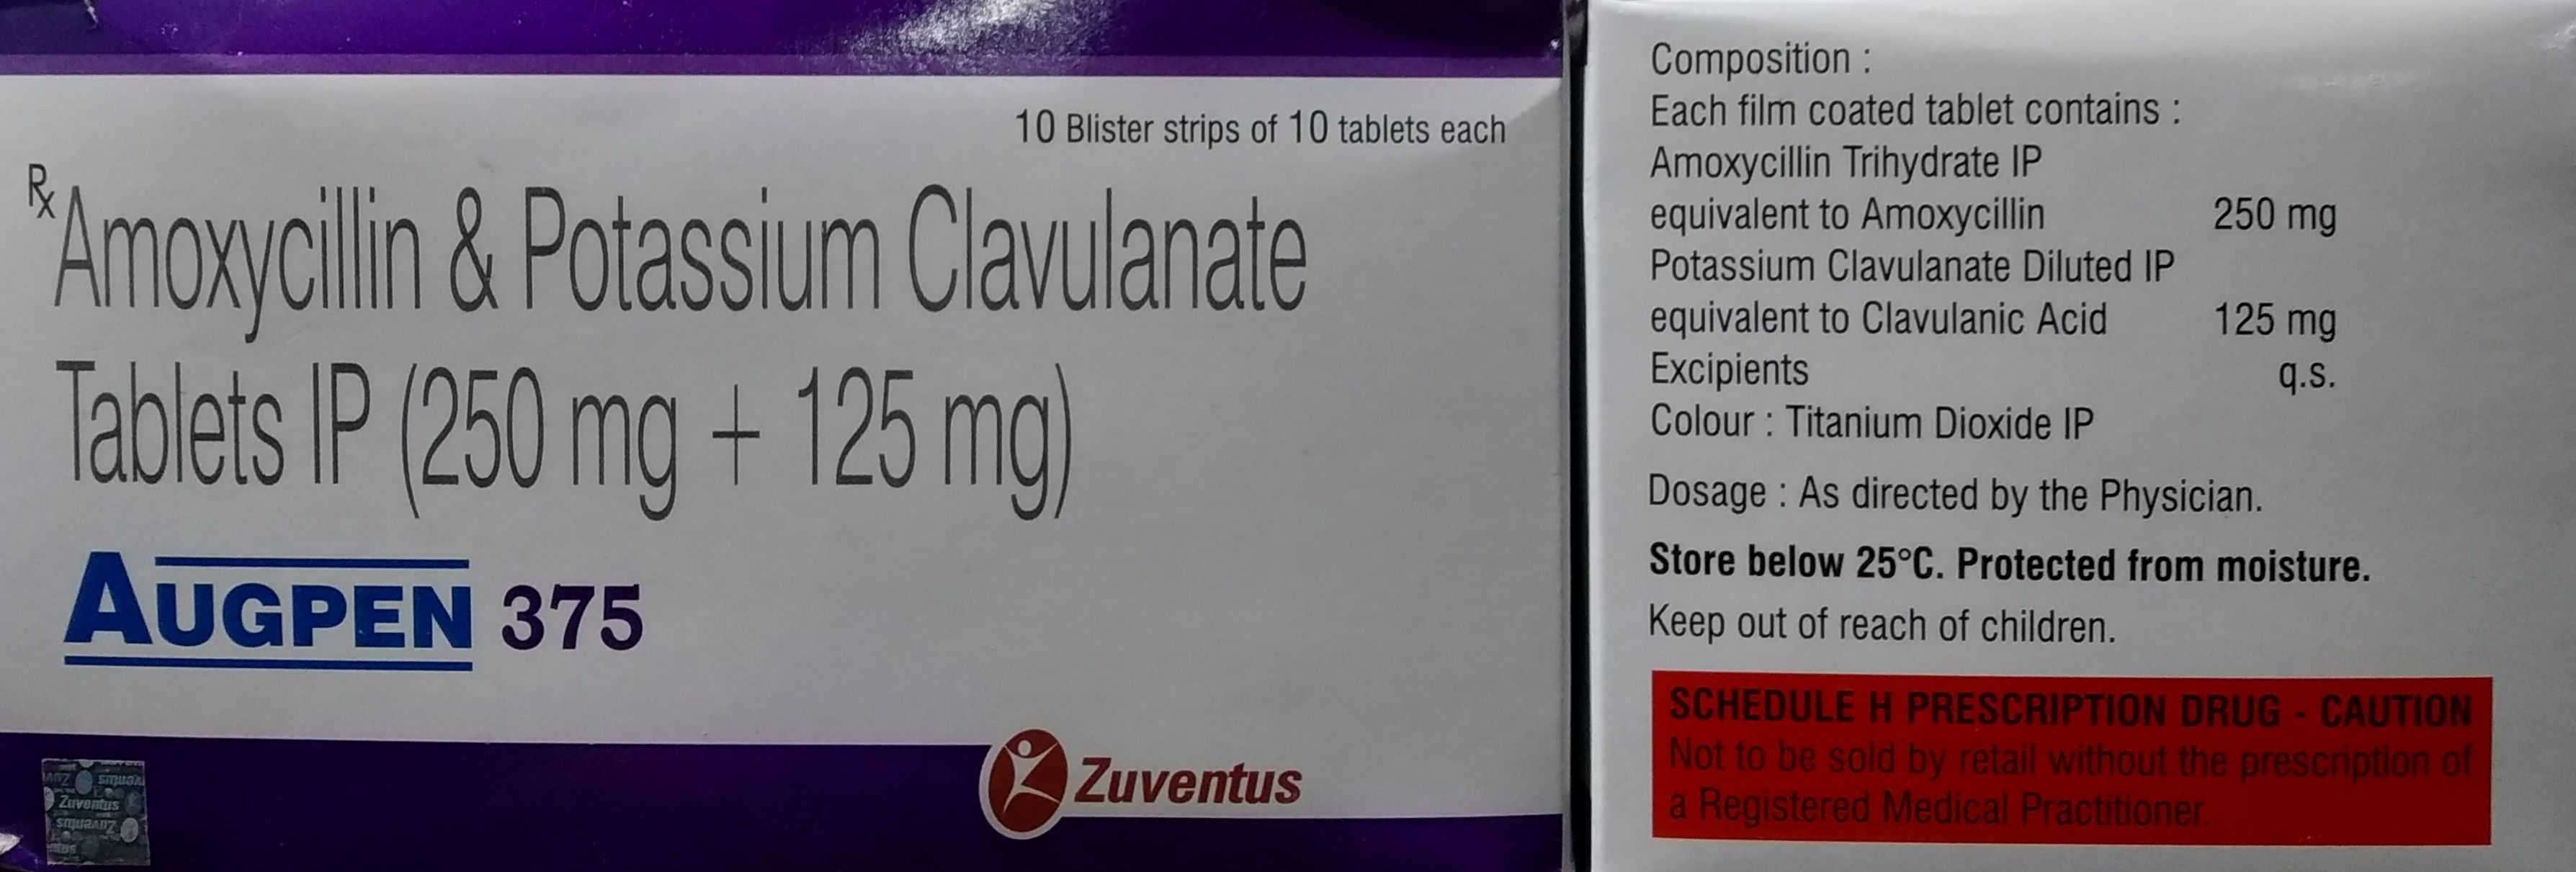 10 Blister strips of 10 tablets each
Rx Amoxycillin & Potassium Clavulanate
Tablets IP (250 mg + 125 mg)
AUGPEN 375
Zuventus
Zuventus
Zuventus
Composition :
Each film coated tablet contains :
Amoxycillin Trihydrate IP
equivalent to Amoxycillin 250 mg
Potassium Clavulanate Diluted IP
equivalent to Clavulanic Acid 125 mg
Excipients q.s.
Colour : Titanium Dioxide IP
Dosage : As directed by the Physician.
Store below 25°C. Protected from moisture.
Keep out of reach of children.
SCHEDULE H PRESCRIPTION DRUG - CAUTION
Not to be sold by retail without the prescription of
a Registered Medical Practitioner.